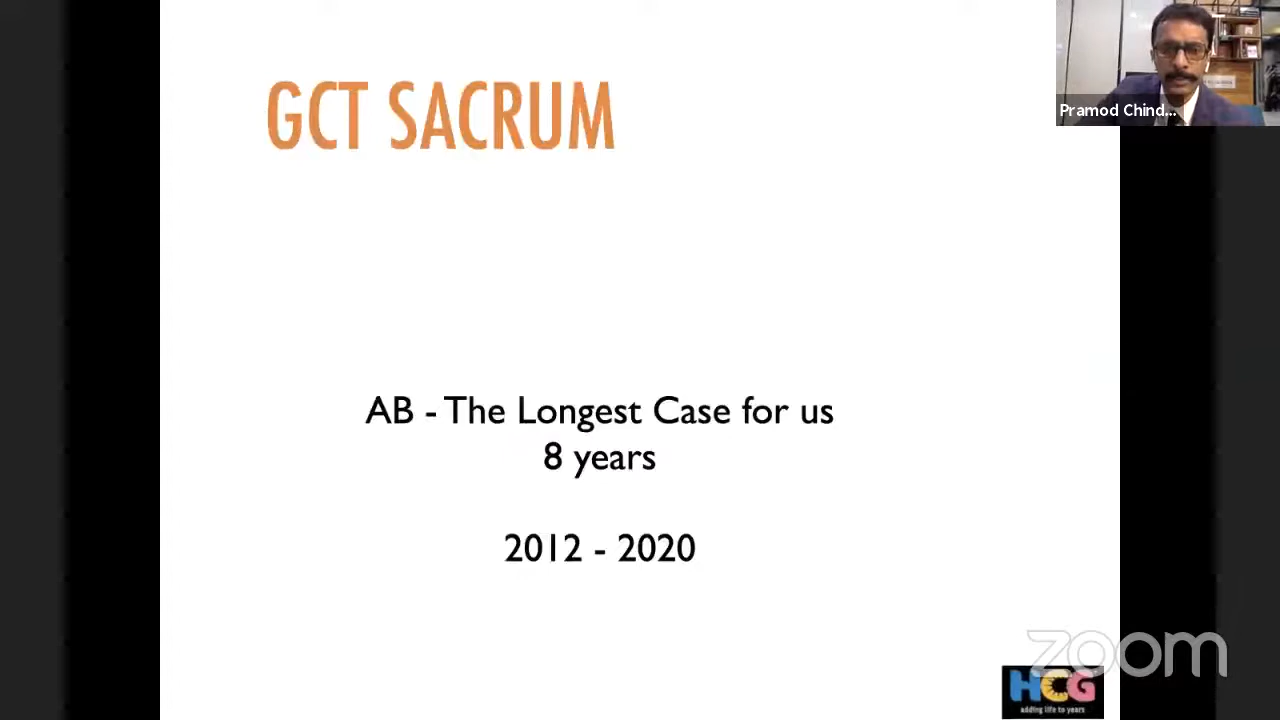 GCT SACRUM
Pramod Chind...
AB - The Longest Case for us
8 years
2012 - 2020
zoom
HCG
adding life to years